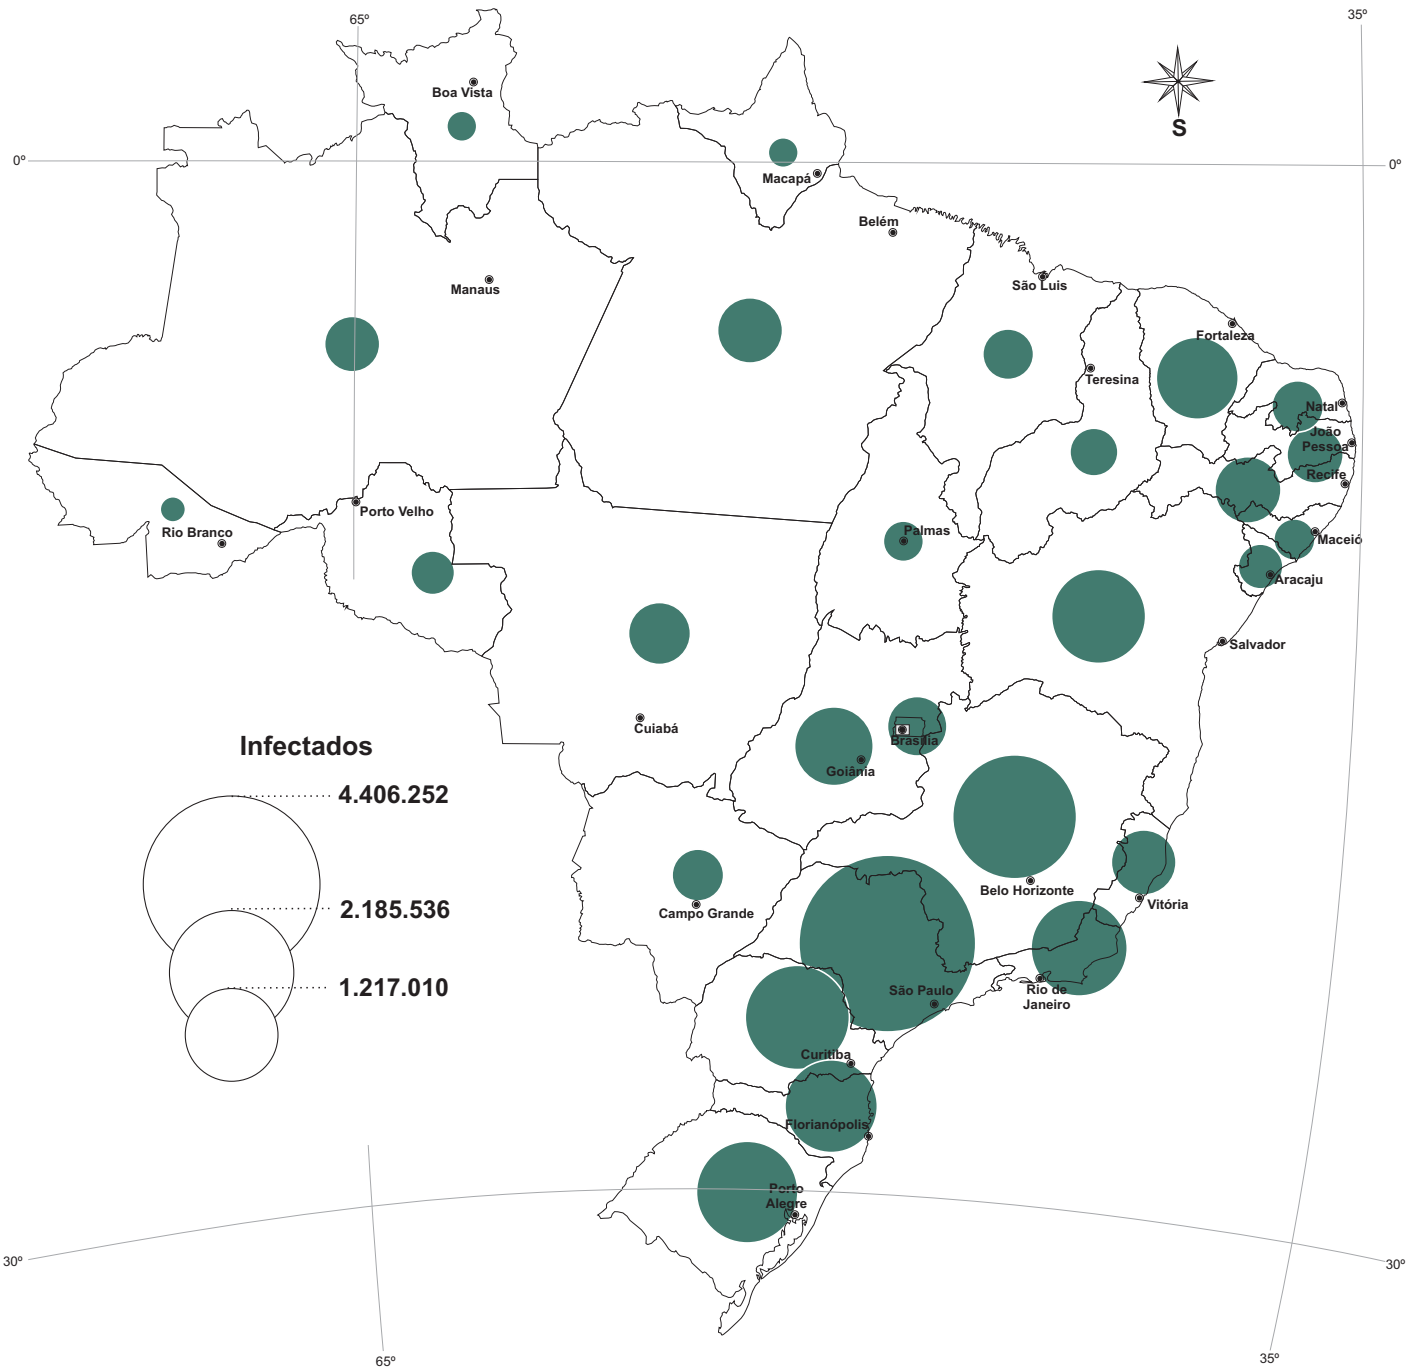 65º
35º
Boa Vista
S
0º
0º
Macapá
Belém
Manaus
São Luis
Fortaleza
Teresina
Natal
João
Pessoa
Recife
Porto Velho
Rio Branco
Palmas
Maceió
Aracaju
Salvador
Cuiabá
Brasília
Goiânia
Infectados
4.406.252
2.185.536
1.217.010
Belo Horizonte
Vitória
Campo Grande
São Paulo
Rio de
Janeiro
Curitiba
Florianópolis
Porto
Alegre
30º
30º
65º
35º